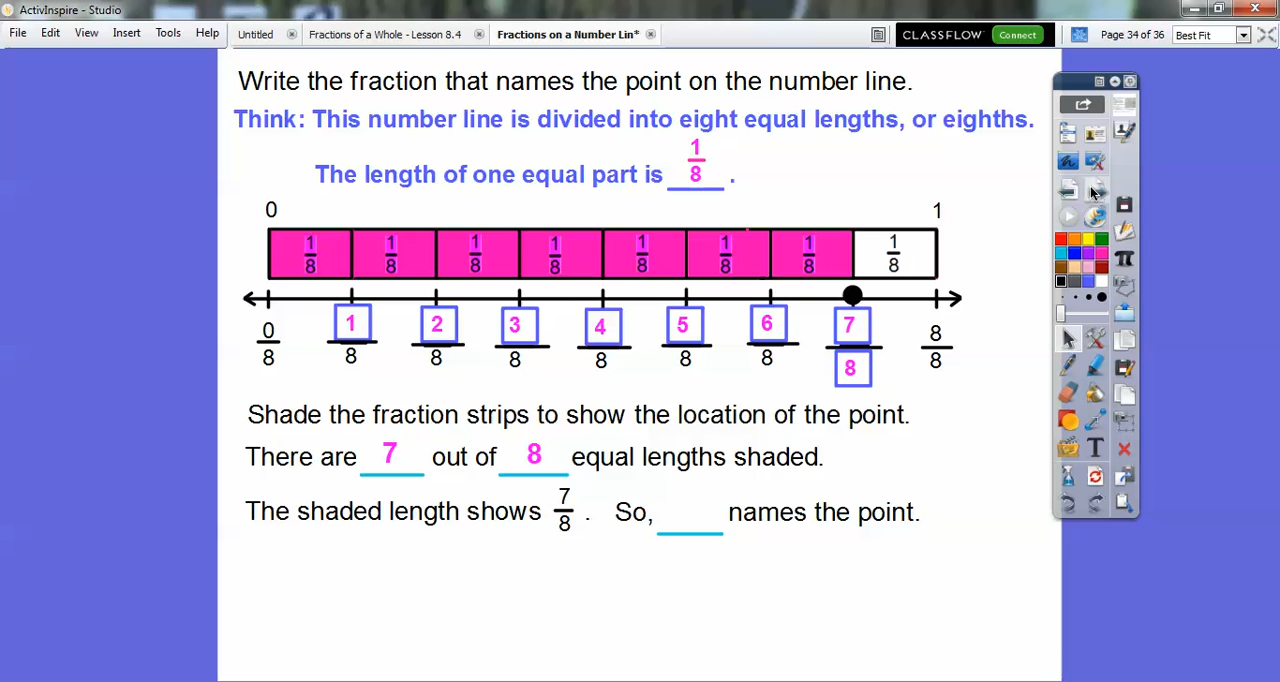 ActivInspire - Studio
File Edit View Insert Tools Help
Untitled
Fractions of a Whole - Lesson 8.4
Fractions on a Number Lin*
CLASSFLOW Connect
Page 34 of 36
Best Fit
Write the fraction that names the point on the number line.
Think: This number line is divided into eight equal lengths, or eighths.
The length of one equal part is 1/8 .
0 1
1/8 1/8 1/8 1/8 1/8 1/8 1/8 1/8
0/8 1/8 2/8 3/8 4/8 5/8 6/8 7/8 8/8
Shade the fraction strips to show the location of the point.
There are 7 out of 8 equal lengths shaded.
The shaded length shows 7/8 . So, ____ names the point.